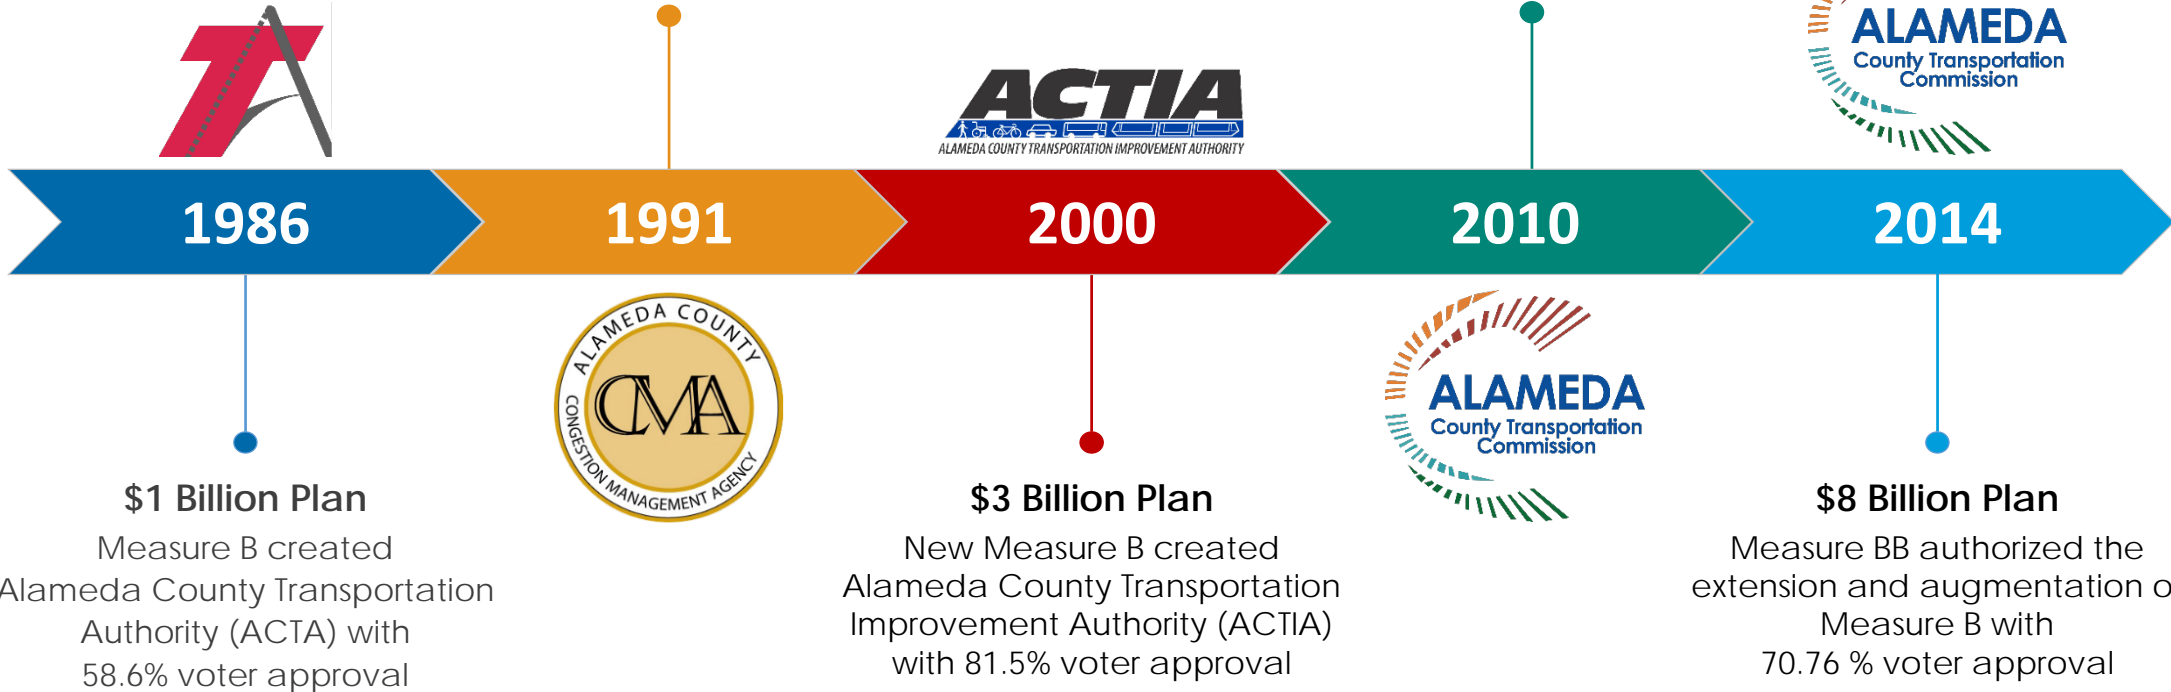 TA
ALAMEDA
County Transportation
Commission
ACTIA
ALAMEDA COUNTY TRANSPORTATION IMPROVEMENT AUTHORITY
1986
1991
2000
2010
2014
ALAMEDA COUNTY
CMA
CONGESTION MANAGEMENT AGENCY
ALAMEDA
County Transportation
Commission
$1 Billion Plan
Measure B created
Alameda County Transportation
Authority (ACTA) with
58.6% voter approval
$3 Billion Plan
New Measure B created
Alameda County Transportation
Improvement Authority (ACTIA)
with 81.5% voter approval
$8 Billion Plan
Measure BB authorized the
extension and augmentation o
Measure B with
70.76 % voter approval